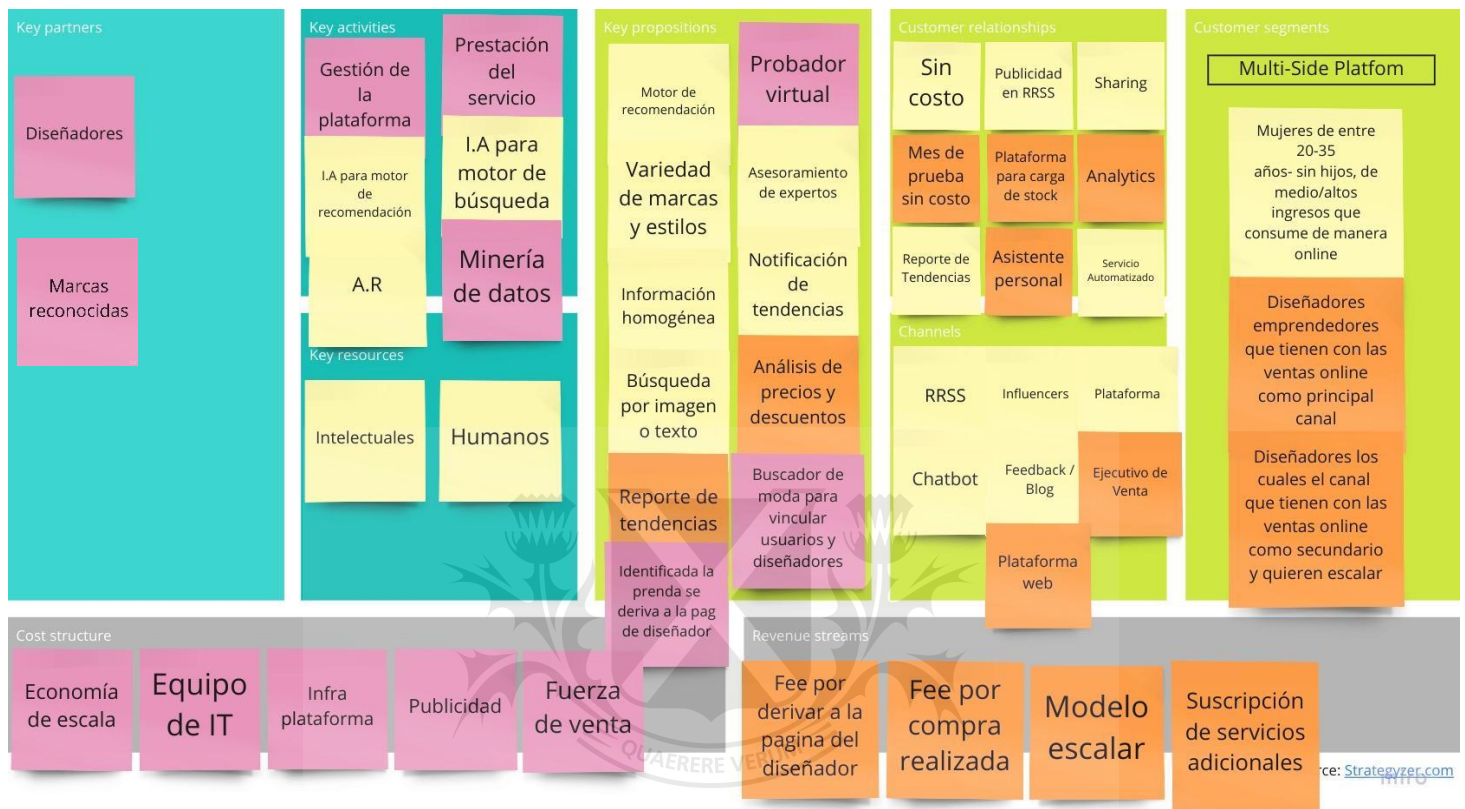 Key partners
Diseñadores
Marcas
reconocidas
Key activities
Gestión de
la
plataforma
Prestación
del
servicio
I.A para
motor
de
recomendación
I.A para
motor de
búsqueda
A.R
Minería
de datos
Key resources
Intelectuales
Humanos
Key propositions
Motor de
recomendación
Probador
virtual
Variedad
de marcas
y estilos
Asesoramiento
de expertos
Información
homogénea
Notificación
de
tendencias
Búsqueda
por imagen
o texto
Análisis de
precios y
descuentos
Reporte de
tendencias
Buscador de
moda para
vincular
usuarios y
diseñadores
Identificada la
prenda se
deriva a la pag
de diseñador
Customer relationships
Sin
costo
Publicidad
en RRSS
Sharing
Mes de
prueba
sin costo
Plataforma
para carga
de stock
Analytics
Reporte de
Tendencias
Asistente
personal
Servicio
Automatizado
Channels
RRSS
Influencers
Plataforma
Chatbot
Feedback /
Blog
Ejecutivo de
Venta
Plataforma
web
Customer segments
Multi-Side Platfom
Mujeres de entre
20-35
años- sin hijos, de
medio/altos
ingresos que
consume de manera
online
Diseñadores
emprendedores
que tienen con las
ventas online
como principal
canal
Diseñadores los
cuales el canal
que tienen con las
ventas online
como secundario
y quieren escalar
Cost structure
Economía
de escala
Equipo
de IT
Infra
plataforma
Publicidad
Fuerza
de venta
Revenue streams
Fee por
derivar a la
pagina del
diseñador
Fee por
compra
realizada
Modelo
escalar
Suscripción
de servicios
adicionales
rce: Strategyzer.com
miro
QUAERERE VERUM